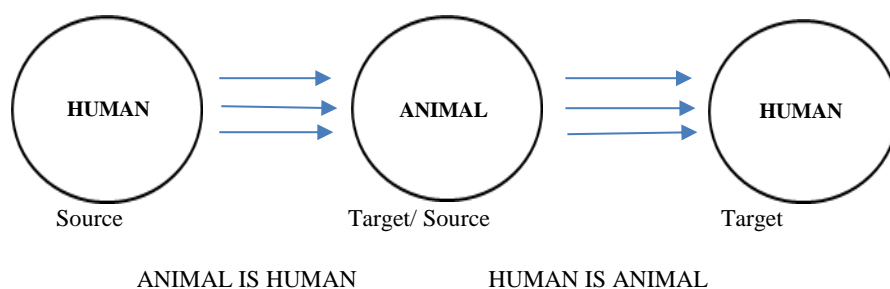 HUMAN ANIMAL HUMAN
Source Target/ Source Target
ANIMAL IS HUMAN HUMAN IS ANIMAL